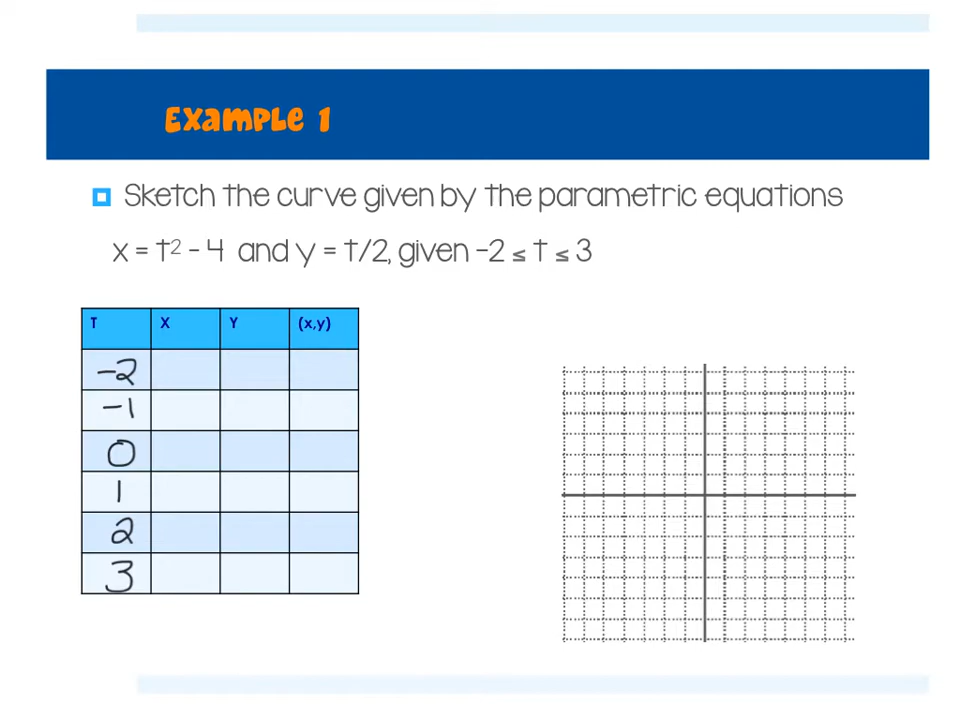 Example 1
Sketch the curve given by the parametric equations
x = t² - 4 and y = t/2, given -2 ≤ t ≤ 3
T X Y (x,y)
-2
-1
0
1
2
3